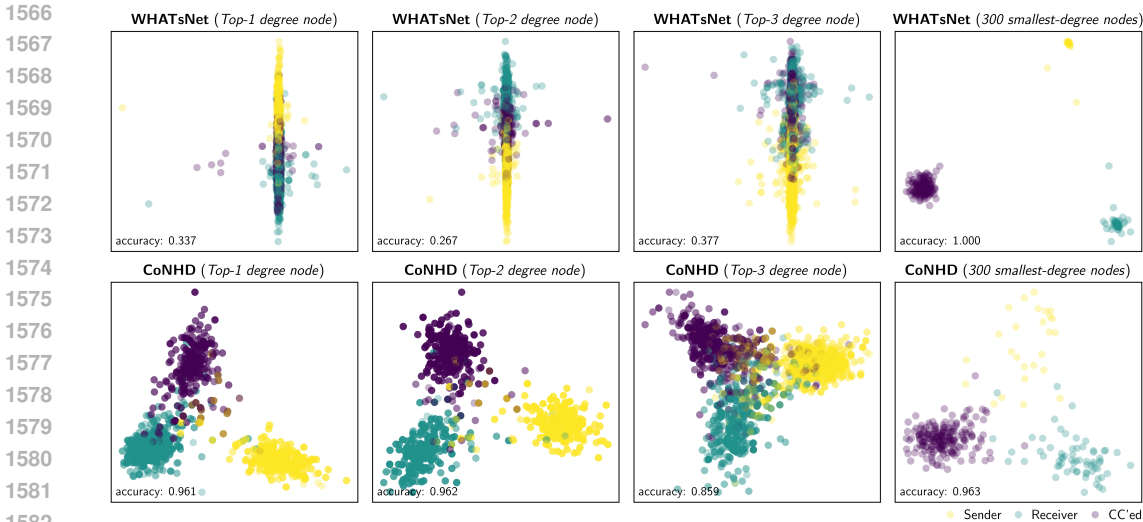 1566
1567
1568
1569
1570
1571
1572
1573
1574
1575
1576
1577
1578
1579
1580
1581
1582
WHATsNet (Top-1 degree node)
WHATsNet (Top-2 degree node)
WHATsNet (Top-3 degree node)
WHATsNet (300 smallest-degree nodes)
accuracy: 0.337
accuracy: 0.267
accuracy: 0.377
accuracy: 1.000
CoNHD (Top-1 degree node)
CoNHD (Top-2 degree node)
CoNHD (Top-3 degree node)
CoNHD (300 smallest-degree nodes)
accuracy: 0.961
accuracy: 0.962
accuracy: 0.859
accuracy: 0.963
Sender
Receiver
CC'ed